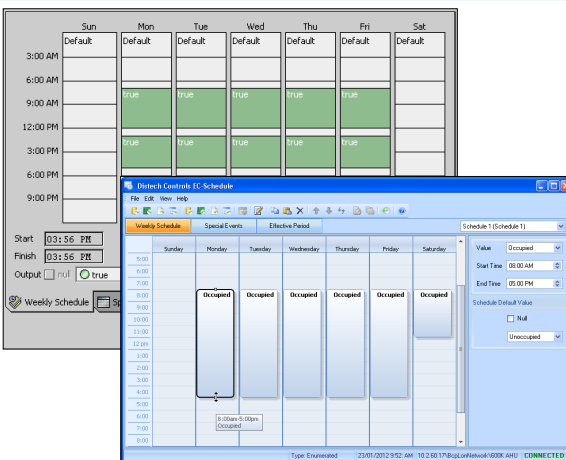 Sun Mon Tue Wed Thu Fri Sat
Default Default Default Default Default Default Default
3:00 AM
6:00 AM
9:00 AM
true true true true true
12:00 PM
3:00 PM
true true true true true
6:00 PM
9:00 PM
Start 03:56 PM
Finish 03:56 PM
Output null true
Weekly Schedule
Distech Controls EC-Schedule
File Edit View Help
Weekly Schedule Special Events Effective Period Schedule 1 (Schedule 1)
Sunday Monday Tuesday Wednesday Thursday Friday Saturday
5:00
6:00
7:00
8:00
9:00
10:00
11:00
12 pm
1:00
2:00
3:00
4:00
5:00
6:00
7:00
8:00
Occupied Occupied Occupied Occupied Occupied Occupied
8:00am-5:00pm
Occupied
Value Occupied
Start Time 08:00 AM
End Time 05:00 PM
Schedule Default Value
Null
Unoccupied
Type: Enumerated 23/01/2012 9:52 AM 10.2.60.17\BcpLonNetwork\600K AHU CONNECTED